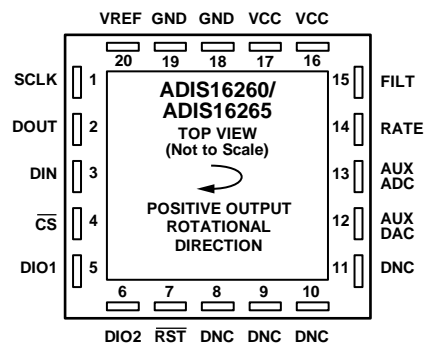 VREF GND GND VCC VCC
20 19 18 17 16
SCLK 1
DOUT 2
DIN 3
C̅S̅ 4
DIO1 5
ADIS16260/
ADIS16265
TOP VIEW
(Not to Scale)
POSITIVE OUTPUT
ROTATIONAL
DIRECTION
15 FILT
14 RATE
13 AUX
ADC
12 AUX
DAC
11 DNC
6 7 8 9 10
DIO2 R̅S̅T̅ DNC DNC DNC